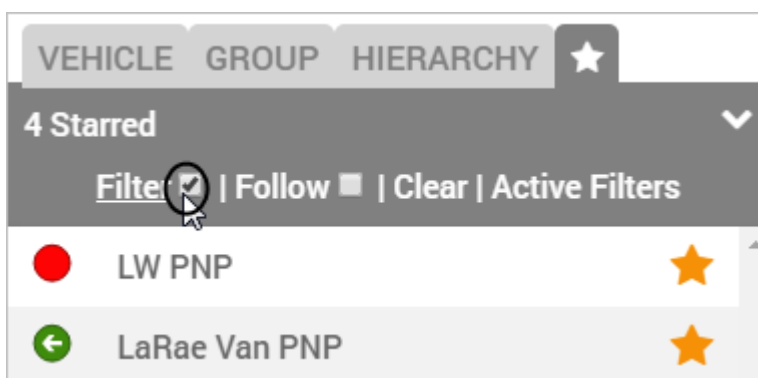 VEHICLE GROUP HIERARCHY
4 Starred
Filter | Follow | Clear | Active Filters
LW PNP
LaRae Van PNP